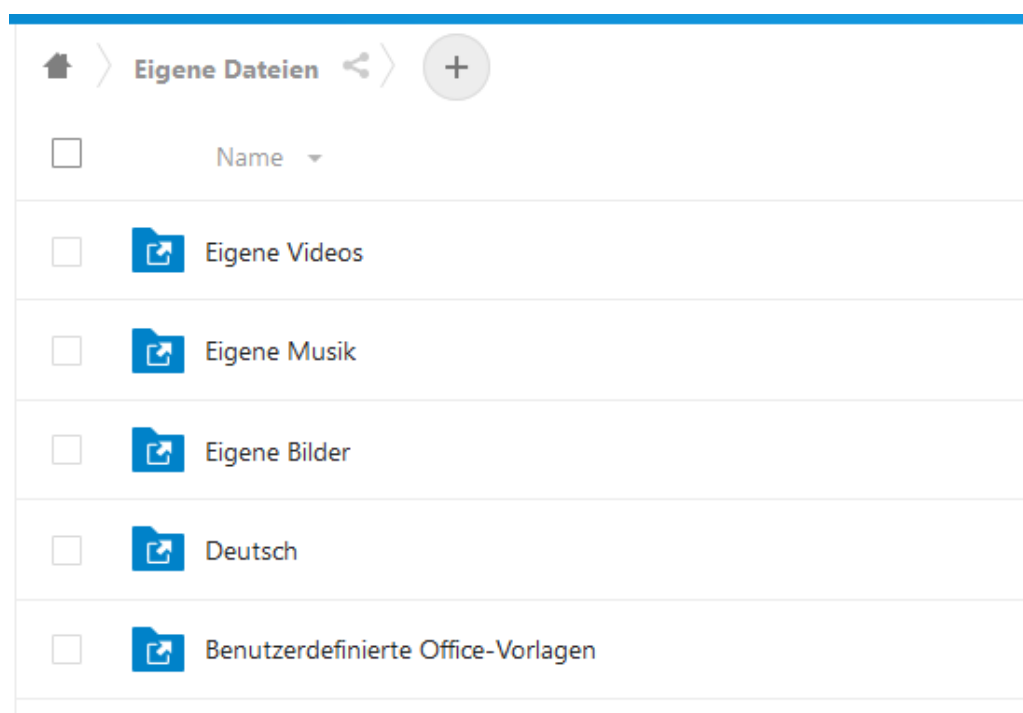 Eigene Dateien
Name
Eigene Videos
Eigene Musik
Eigene Bilder
Deutsch
Benutzerdefinierte Office-Vorlagen